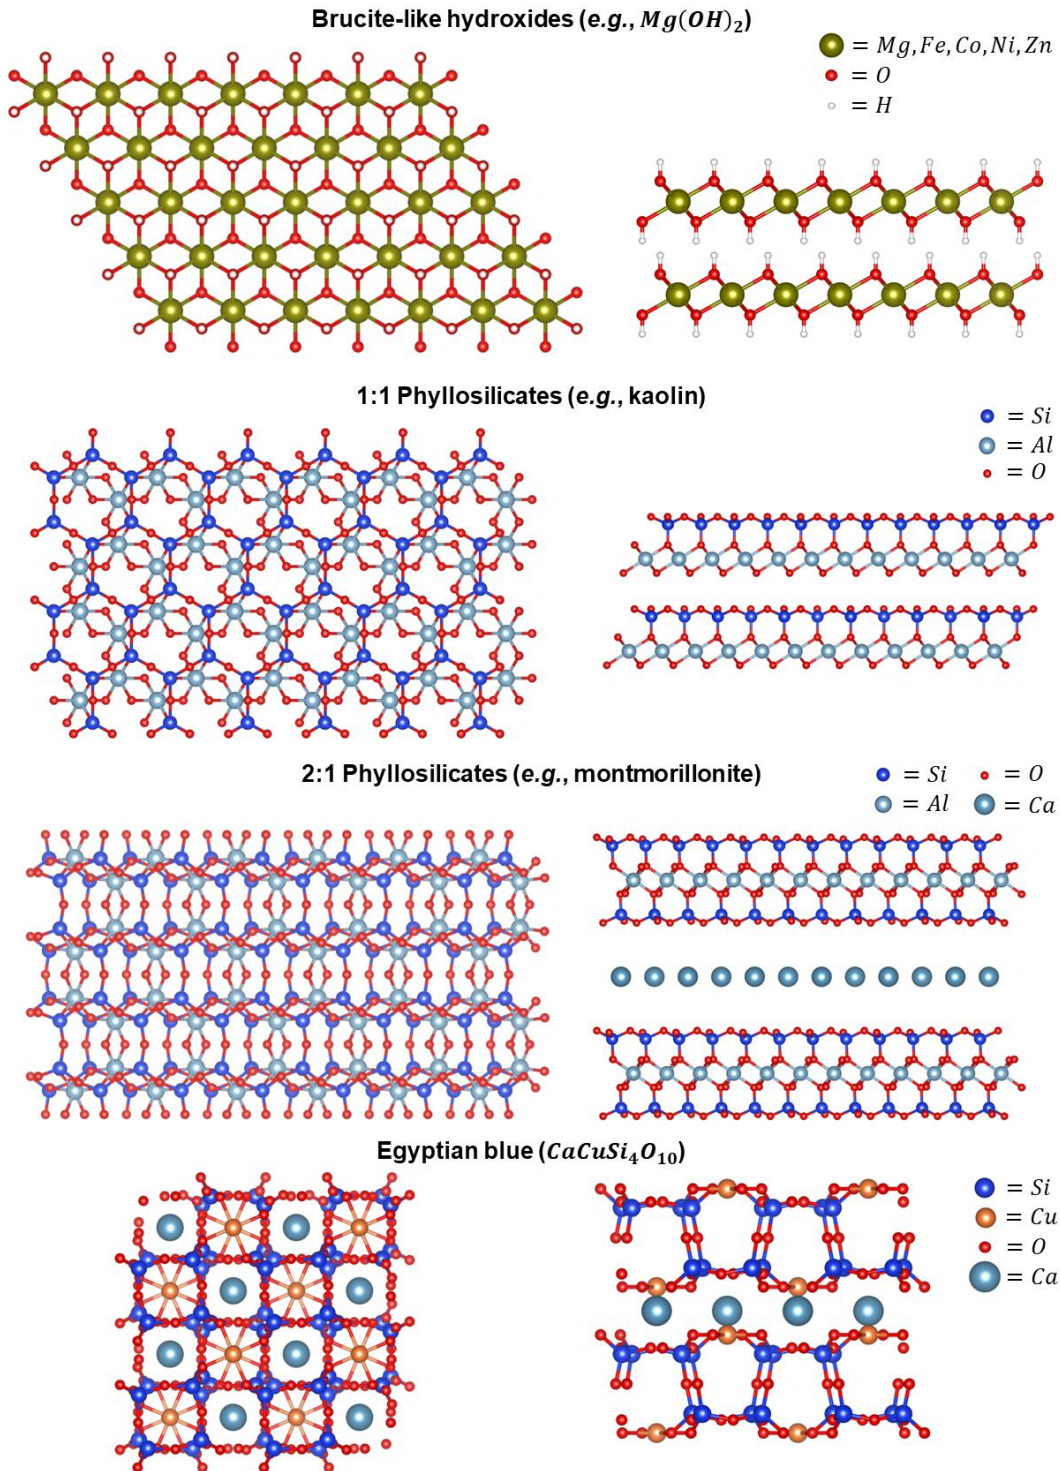 Brucite-like hydroxides (e.g., Mg(OH)₂)
= Mg, Fe, Co, Ni, Zn
= O
= H
1:1 Phyllosilicates (e.g., kaolin)
= Si
= Al
= O
2:1 Phyllosilicates (e.g., montmorillonite)
= Si = O
= Al = Ca
Egyptian blue (CaCuSi₄O₁₀)
= Si
= Cu
= O
= Ca